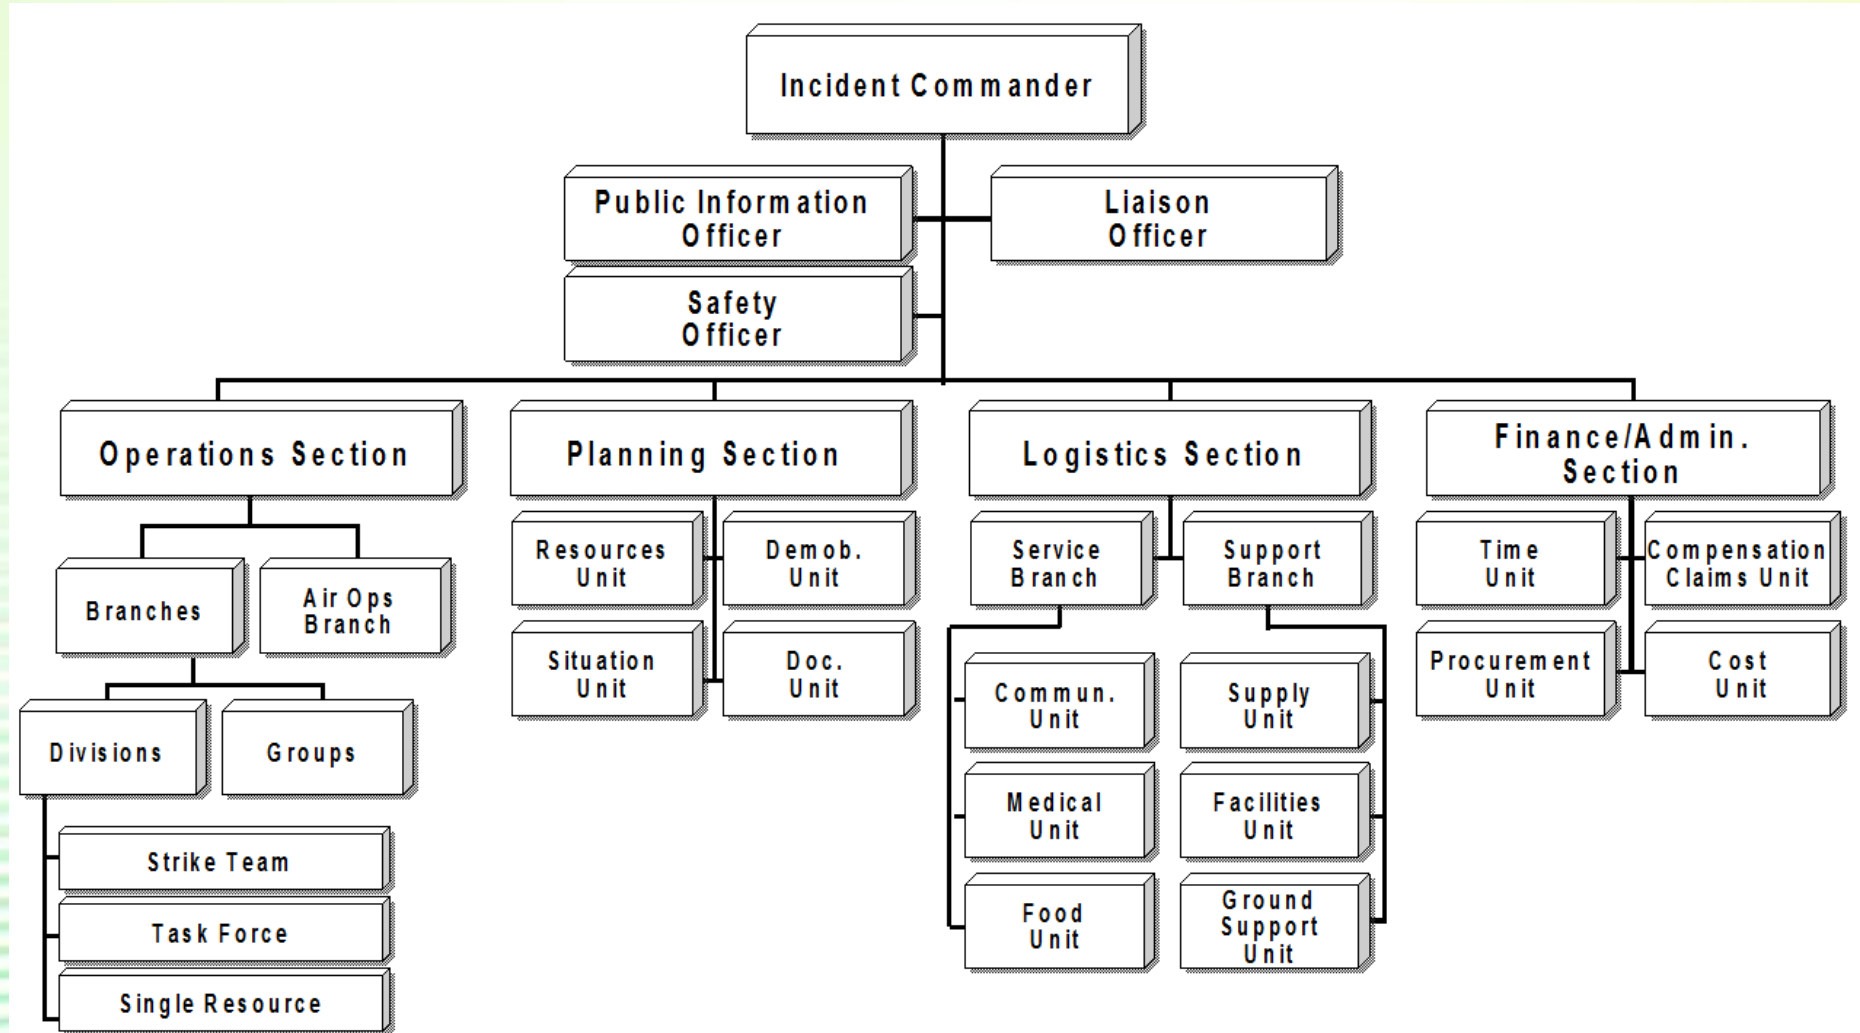 Incident Commander
Public Information
Officer
Liaison
Officer
Safety
Officer
Operations Section
Planning Section
Logistics Section
Finance/Admin.
Section
Branches
Air Ops
Branch
Divisions
Groups
Strike Team
Task Force
Single Resource
Resources
Unit
Demob.
Unit
Situation
Unit
Doc.
Unit
Service
Branch
Support
Branch
Commun.
Unit
Supply
Unit
Medical
Unit
Facilities
Unit
Food
Unit
Ground
Support
Unit
Time
Unit
Compensation
Claims Unit
Procurement
Unit
Cost
Unit